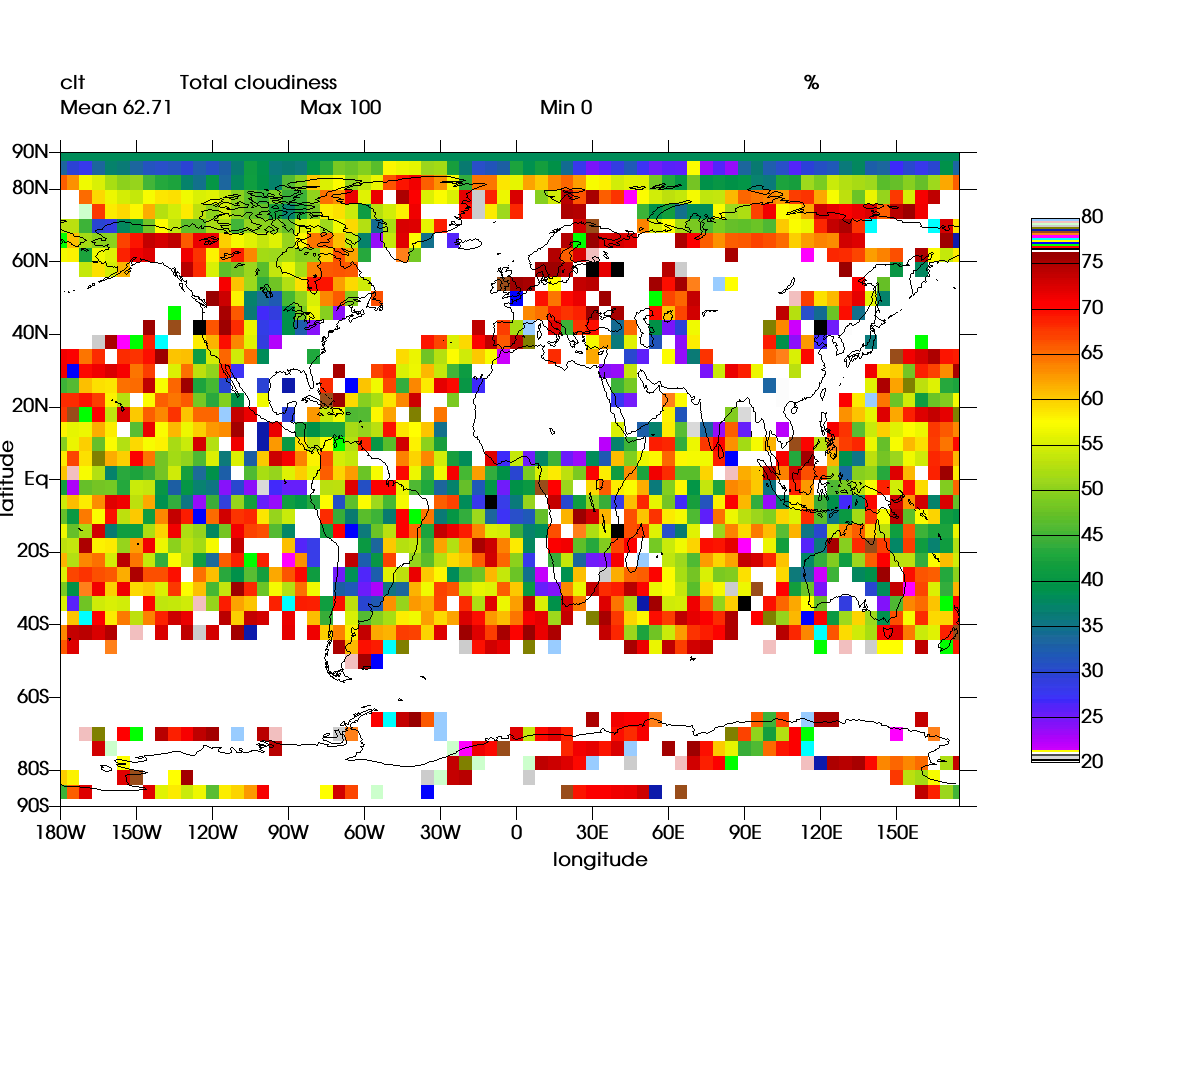 clt Total cloudiness %
Mean 62.71 Max 100 Min 0
90N
80N
60N
40N
20N
Eq
20S
40S
60S
80S
90S
latitude
180W 150W 120W 90W 60W 30W 0 30E 60E 90E 120E 150E
longitude
80
75
70
65
60
55
50
45
40
35
30
25
20